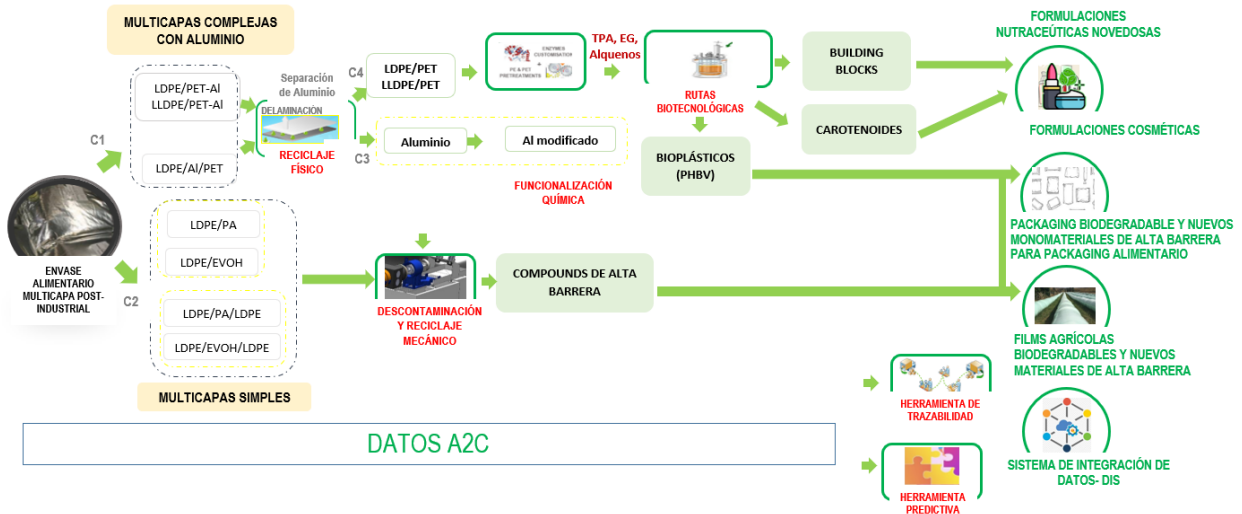 MULTICAPAS COMPLEJAS
CON ALUMINIO
C1
LDPE/PET-Al
LLDPE/PET-Al
LDPE/Al/PET
Separación
de Aluminio
DELAMINACIÓN
RECICLAJE
FÍSICO
C4
LDPE/PET
LLDPE/PET
C3
Aluminio
Al modificado
FUNCIONALIZACIÓN
QUÍMICA
ENZYMES
CUSTOMISATION
+
PE & PET
PRETREATMENTS
TPA, EG,
Alquenos
RUTAS
BIOTECNOLÓGICAS
BUILDING
BLOCKS
CAROTENOIDES
BIOPLÁSTICOS
(PHBV)
FORMULACIONES
NUTRACEÚTICAS NOVEDOSAS
FORMULACIONES COSMÉTICAS
ENVASE
ALIMENTARIO
MULTICAPA POST-
INDUSTRIAL
C2
LDPE/PA
LDPE/EVOH
LDPE/PA/LDPE
LDPE/EVOH/LDPE
MULTICAPAS SIMPLES
DESCONTAMINACIÓN
Y RECICLAJE
MECÁNICO
COMPOUNDS DE ALTA
BARRERA
PACKAGING BIODEGRADABLE Y NUEVOS
MONOMATERIALES DE ALTA BARRERA
PARA PACKAGING ALIMENTARIO
FILMS AGRÍCOLAS
BIODEGRADABLES Y NUEVOS
MATERIALES DE ALTA BARRERA
DATOS A2C
HERRAMIENTA DE
TRAZABILIDAD
HERRAMIENTA
PREDICTIVA
SISTEMA DE INTEGRACIÓN DE
DATOS- DIS